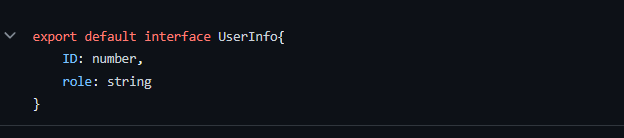 export default interface UserInfo{
    ID: number,
    role: string
}